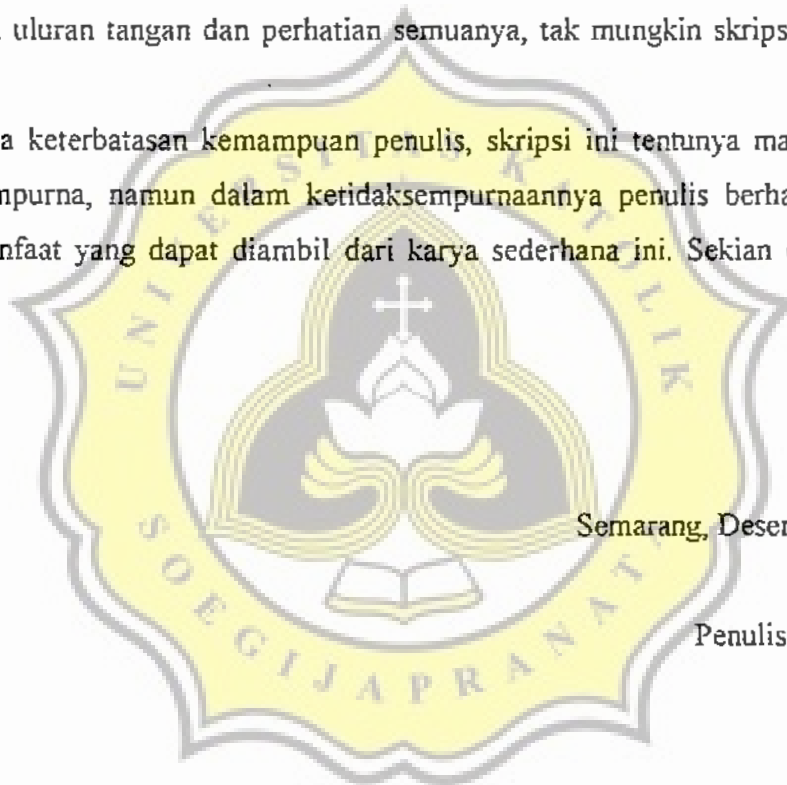 uluran tangan dan perhatian semuanya, tak mungkin skrips
a keterbatasan kemampuan penulis, skripsi ini tentunya ma
mpurna, namun dalam ketidaksempurnaannya penulis berha
nfaat yang dapat diambil dari karya sederhana ini. Sekian
UNIVERSITAS KATOLIK
SOEGIJAPRANATA
Semarang, Desem
Penulis